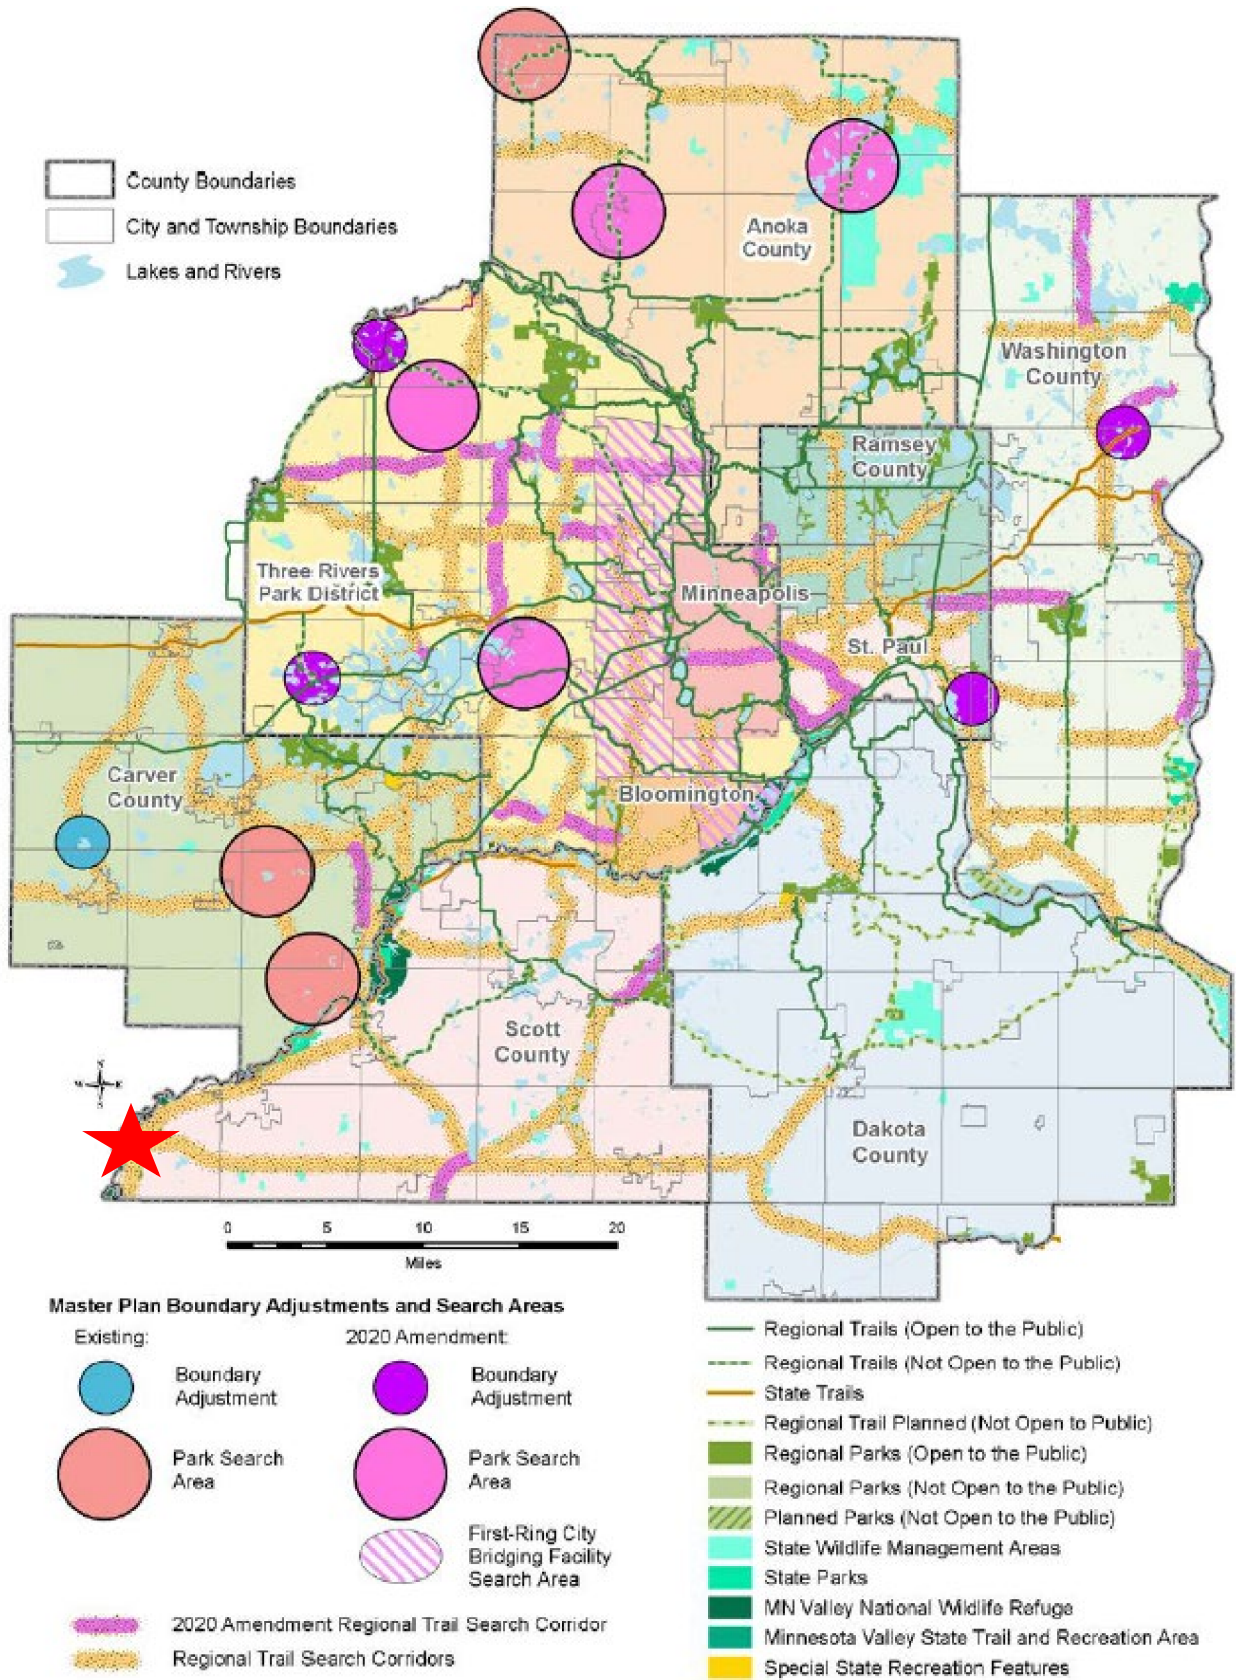 County Boundaries
City and Township Boundaries
Lakes and Rivers
Anoka
County
Washington
County
Ramsey
County
Three Rivers
Park District
Minneapolis
St. Paul
Carver
County
Bloomington
Scott
County
Dakota
County
N
W
E
S
0
5
10
15
20
Miles
Master Plan Boundary Adjustments and Search Areas
Existing:
2020 Amendment:
Boundary
Adjustment
Boundary
Adjustment
Park Search
Area
Park Search
Area
First-Ring City
Bridging Facility
Search Area
2020 Amendment Regional Trail Search Corridor
Regional Trail Search Corridors
Regional Trails (Open to the Public)
Regional Trails (Not Open to the Public)
State Trails
Regional Trail Planned (Not Open to Public)
Regional Parks (Open to the Public)
Regional Parks (Not Open to the Public)
Planned Parks (Not Open to the Public)
State Wildlife Management Areas
State Parks
MN Valley National Wildlife Refuge
Minnesota Valley State Trail and Recreation Area
Special State Recreation Features